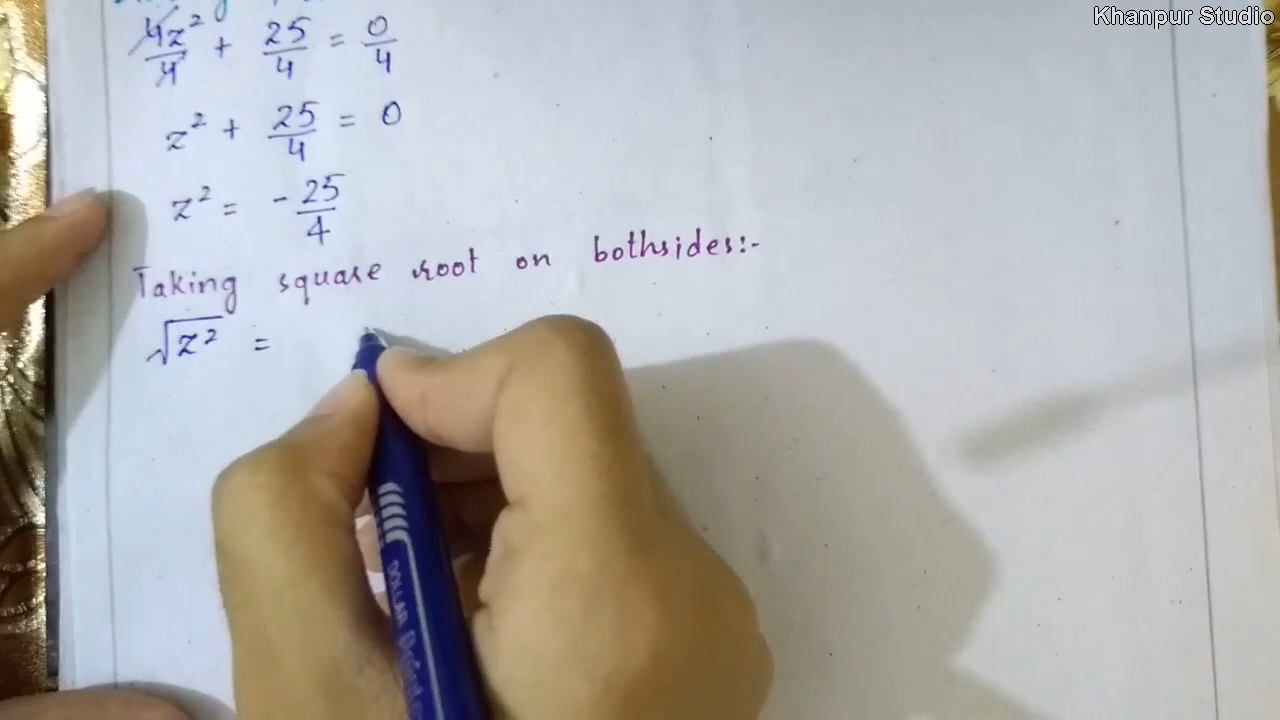 Khanpur Studio
4z²/4 + 25/4 = 0/4
z² + 25/4 = 0
z² = -25/4
Taking square root on bothsides:-
√z² =
DOLLAR